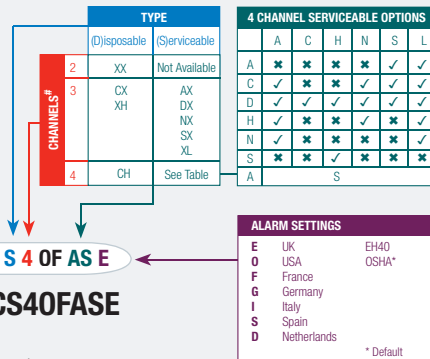 TYPE
(D)isposable (S)erviceable
CHANNELS#
2 XX Not Available
3 CX AX
XH DX
NX
SX
XL
4 CH See Table
4 CHANNEL SERVICEABLE OPTIONS
A C H N S L
A ✖ ✖ ✖ ✖ ✓ ✓
C ✓ ✖ ✖ ✓ ✓ ✓
D ✓ ✓ ✓ ✓ ✓ ✓
H ✓ ✖ ✖ ✓ ✖ ✓
N ✓ ✖ ✖ ✖ ✖ ✓
S ✖ ✖ ✓ ✖ ✖ ✖
A S
S 4 OF AS E
CS4OFASE
ALARM SETTINGS
E UK EH40
O USA OSHA*
F France
G Germany
I Italy
S Spain
D Netherlands
* Default